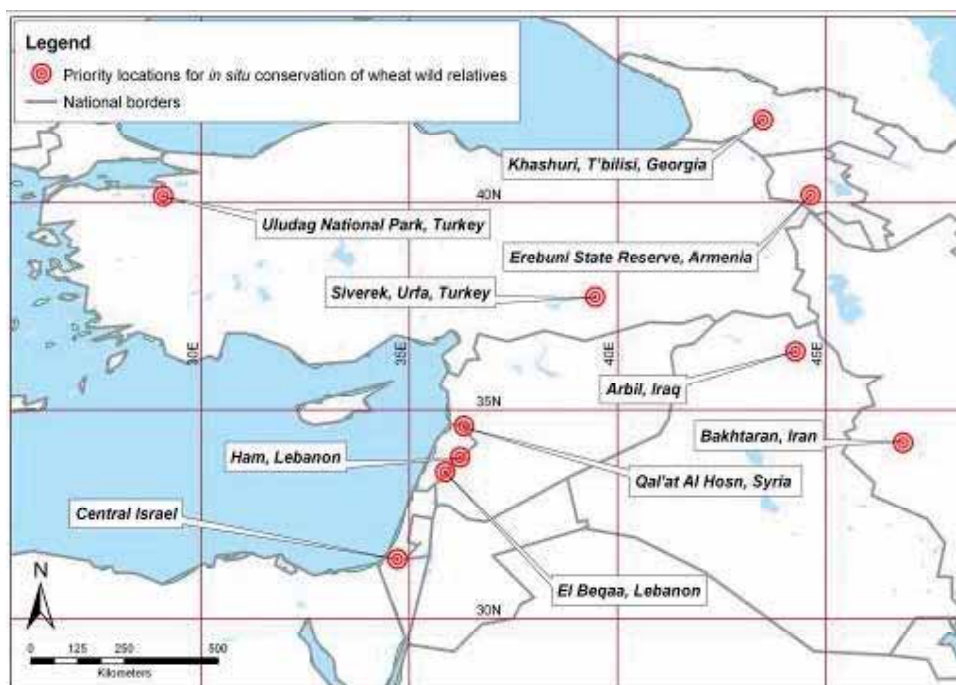 Legend
Priority locations for in situ conservation of wheat wild relatives
National borders
Khashuri, T'bilisi, Georgia
40N
Uludag National Park, Turkey
Erebuni State Reserve, Armenia
Siverek, Urfa, Turkey
30E
35E
40E
45E
Arbil, Iraq
35N
Bakhtaran, Iran
Ham, Lebanon
Qal'at Al Hosn, Syria
Central Israel
El Beqaa, Lebanon
N
30N
0 125 250 500
Kilometers